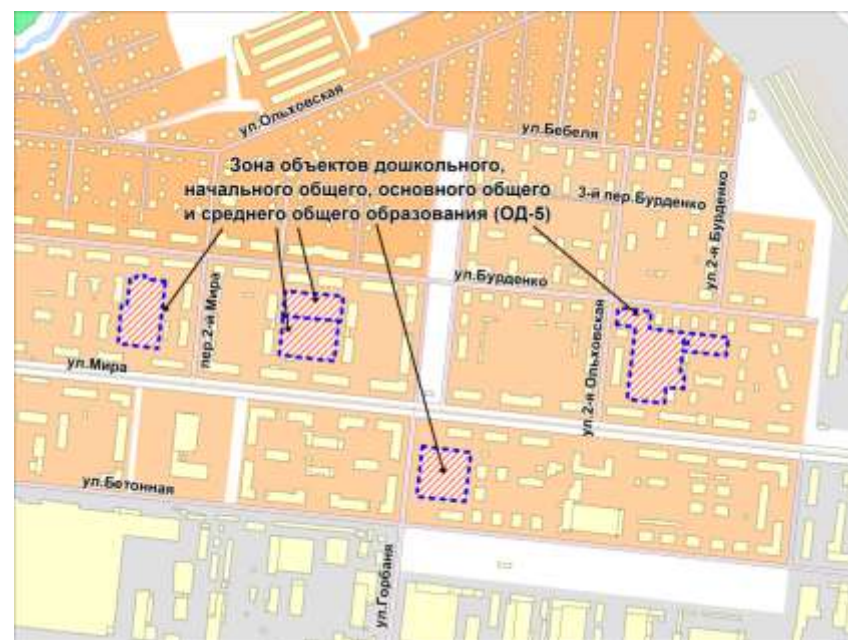 ул.Ольховская
ул.Бебеля
Зона объектов дошкольного,
начального общего, основного общего
и среднего общего образования (ОД-5)
3-й пер.Бурденко
ул.2-я Бурденко
ул.Бурденко
пер.2-й Мира
ул.Мира
ул.2-я Ольховская
ул.Бетонная
ул.Горбаня